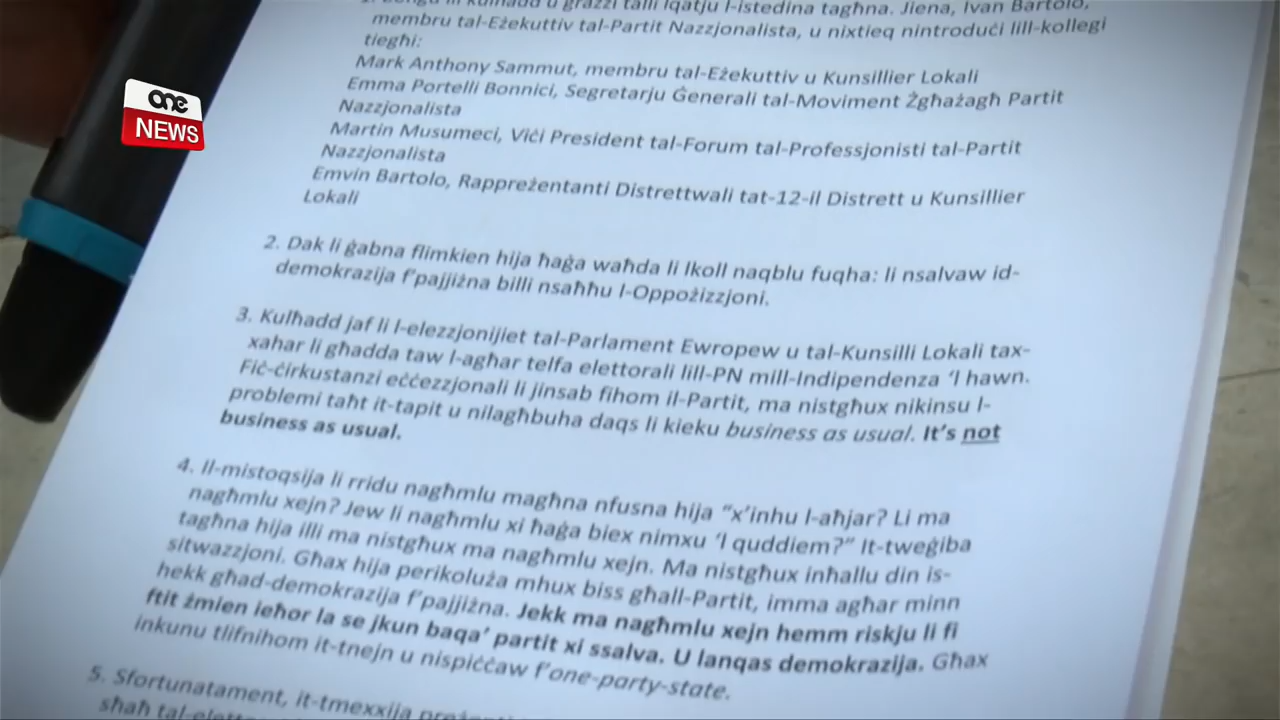 one
NEWS
grazzi talli lqatju l-istedina tagħna. Jiena, Ivan Bartolo,
membru tal-Eżekuttiv tal-Partit Nazzjonalista, u nixtieq nintroduċi lill-kollegi
tiegħi:
Mark Anthony Sammut, membru tal-Eżekuttiv u Kunsillier Lokali
Emma Portelli Bonnici, Segretarju Ġenerali tal-Moviment Żgħażagħ Partit
Nazzjonalista
Martin Musumeci, Viċi President tal-Forum tal-Professjonisti tal-Partit
Nazzjonalista
Emvin Bartolo, Rappreżentanti Distrettwali tat-12-il Distrett u Kunsillier
Lokali
2. Dak li ġabna flimkien hija ħaġa waħda li lkoll naqblu fuqha: li nsalvaw id-
demokrazija f'pajjiżna billi nsaħħu l-Oppożizzjoni.
3. Kulħadd jaf li l-elezzjonijiet tal-Parlament Ewropew u tal-Kunsilli Lokali tax-
xahar li għadda taw l-agħar telfa elettorali lill-PN mill-Indipendenza 'l hawn.
Fiċ-ċirkustanzi eċċezzjonali li jinsab fihom il-Partit, ma nistgħux nikinsu l-
problemi taħt it-tapit u nilagħbuha daqs li kieku business as usual. It's not
business as usual.
4. Il-mistoqsija li rridu nagħmlu magħna nfusna hija "x'inhu l-aħjar? Li ma
nagħmlu xejn? Jew li nagħmlu xi ħaġa biex nimxu 'l quddiem?" It-tweġiba
tagħna hija illi ma nistgħux ma nagħmlu xejn. Ma nistgħux inħallu din is-
sitwazzjoni. Għax hija perikoluża mhux biss għall-Partit, imma agħar minn
hekk għad-demokrazija f'pajjiżna. Jekk ma nagħmlu xejn hemm riskju li fi
ftit żmien ieħor la se jkun baqa' partit xi ssalva. U lanqas demokrazija. Għax
inkunu tlifnihom it-tnejn u nispiċċaw f'one-party-state.
5. Sfortunatament, it-tmexxija